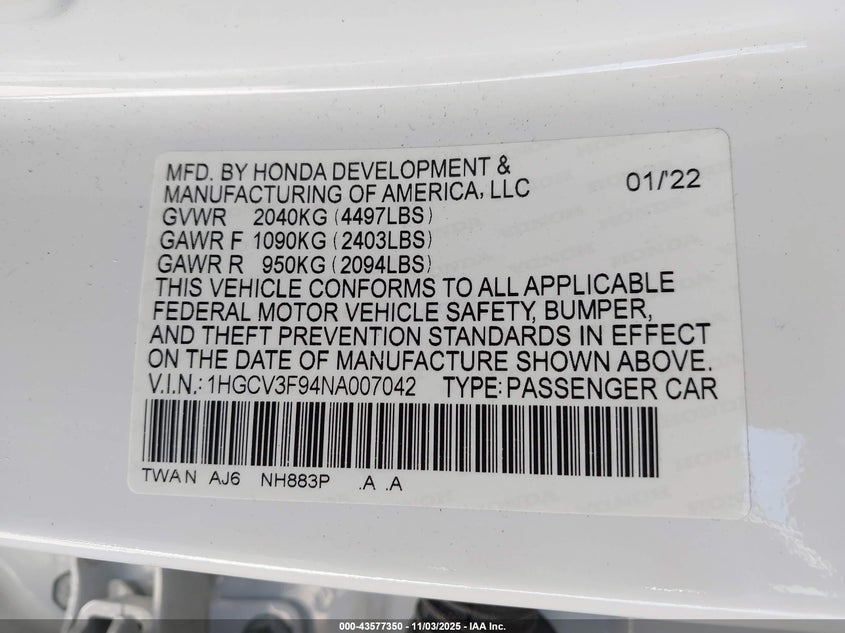 MFD. BY HONDA DEVELOPMENT &
MANUFACTURING OF AMERICA, LLC 01/'22
GVWR 2040KG (4497LBS)
GAWR F 1090KG (2403LBS)
GAWR R 950KG (2094LBS)
THIS VEHICLE CONFORMS TO ALL APPLICABLE
FEDERAL MOTOR VEHICLE SAFETY, BUMPER,
AND THEFT PREVENTION STANDARDS IN EFFECT
ON THE DATE OF MANUFACTURE SHOWN ABOVE.
V.I.N.: 1HGCV3F94NA007042 TYPE: PASSENGER CAR
TWAN AJ6 NH883P .A .A
000-43577350 | 11/03/2025 | IAA Inc.